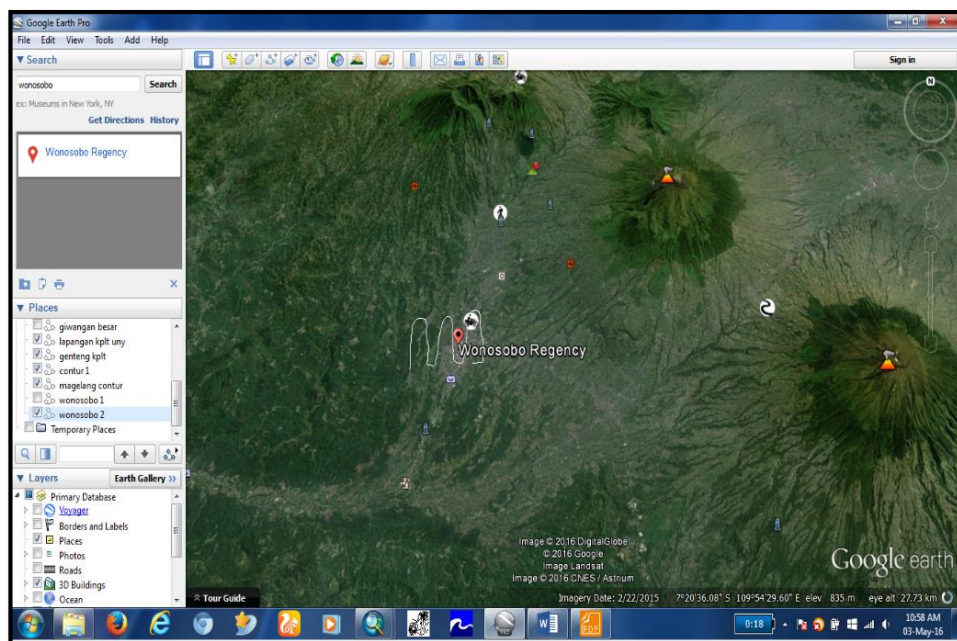 Google Earth Pro
File Edit View Tools Add Help
Search
wonosobo
Search
ex: Museums in New York, NY
Get Directions History
Wonosobo Regency
Places
giwangan besar
lapangan kplt uny
genteng kplt
contur 1
magelang contur
wonosobo 1
wonosobo 2
Temporary Places
Layers
Earth Gallery >>
Primary Database
Voyager
Borders and Labels
Places
Photos
Roads
3D Buildings
Ocean
Sign in
N
Wonosobo Regency
Image © 2016 DigitalGlobe
© 2016 Google
Image Landsat
Image © 2016 CNES / Astrium
Google earth
Tour Guide
Imagery Date: 2/22/2015 7°20'36.08" S 109°54'29.60" E elev 835 m eye alt 27.73 km
0:18
10:58 AM
03-May-16